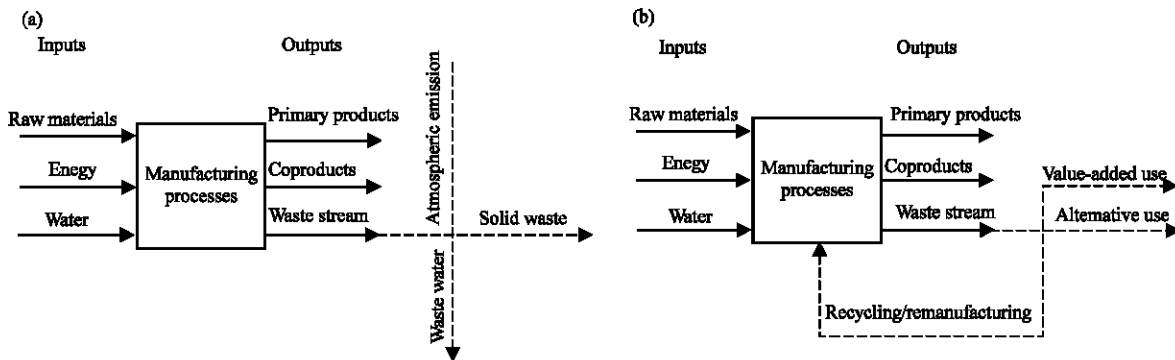 (a)
Inputs
Outputs
Raw materials
Enegy
Water
Manufacturing
processes
Primary products
Coproducts
Waste stream
Atmospheric emission
Waste water
Solid waste
(b)
Inputs
Outputs
Raw materials
Enegy
Water
Manufacturing
processes
Primary products
Coproducts
Waste stream
Value-added use
Alternative use
Recycling/remanufacturing